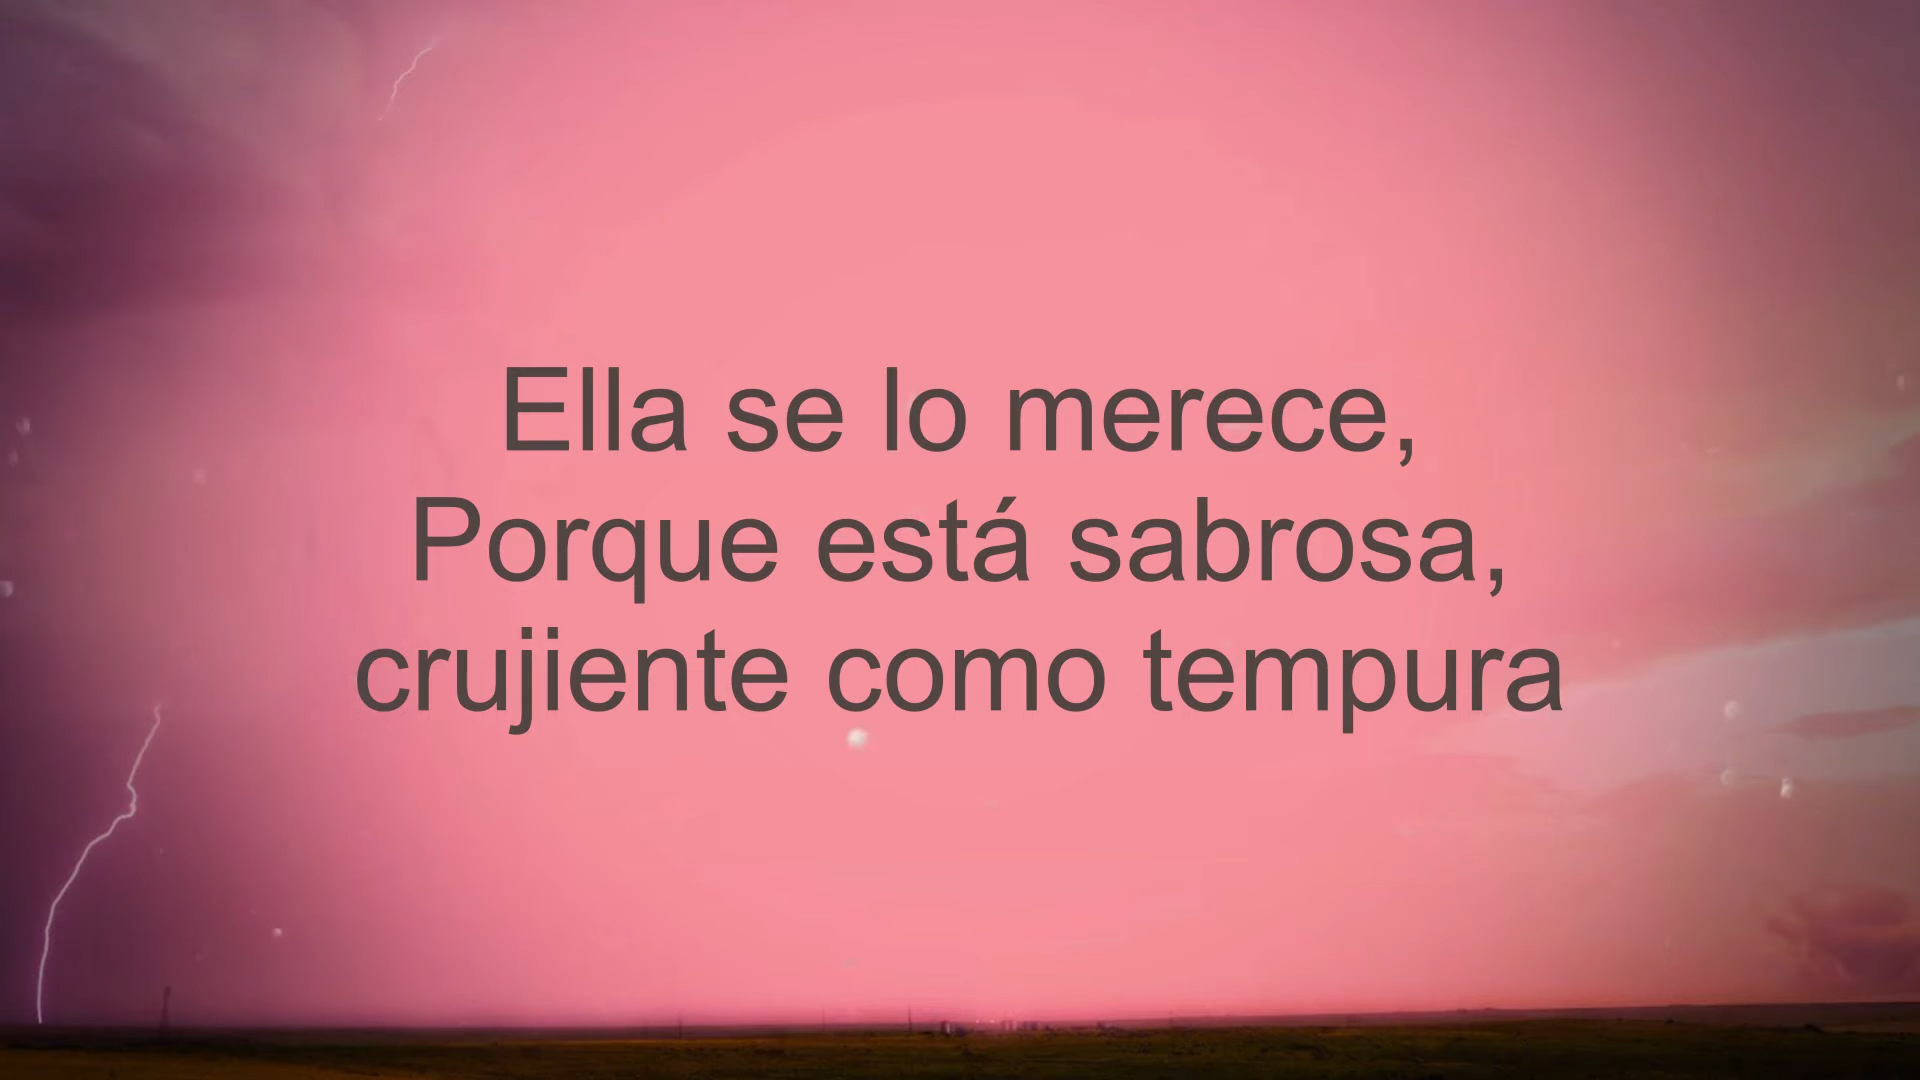 Ella se lo merece,
Porque está sabrosa,
crujiente como tempura